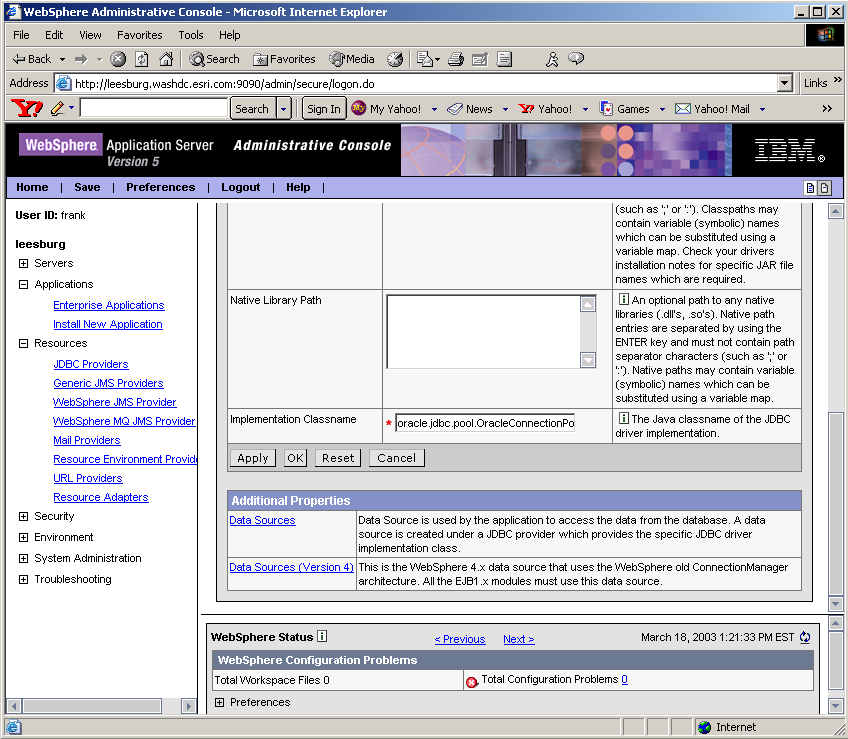 WebSphere Administrative Console - Microsoft Internet Explorer
File Edit View Favorites Tools Help
Back Search Favorites Media
Address http://leesburg.washdc.esri.com:9090/admin/secure/logon.do Links »
Y! Search Sign In My Yahoo! News Yahoo! Games Yahoo! Mail »
WebSphere Application Server Administrative Console IBM®
Version 5
Home | Save | Preferences | Logout | Help |
User ID: frank
leesburg
Servers
Applications
Enterprise Applications
Install New Application
Resources
JDBC Providers
Generic JMS Providers
WebSphere JMS Provider
WebSphere MQ JMS Provider
Mail Providers
Resource Environment Provid
URL Providers
Resource Adapters
Security
Environment
System Administration
Troubleshooting
(such as ';' or ':'). Classpaths may
contain variable (symbolic) names
which can be substituted using a
variable map. Check your drivers
installation notes for specific JAR file
names which are required.
Native Library Path
i An optional path to any native
libraries (.dll's, .so's). Native path
entries are separated by using the
ENTER key and must not contain path
separator characters (such as ';' or
':'). Native paths may contain variable
(symbolic) names which can be
substituted using a variable map.
Implementation Classname
* oracle.jdbc.pool.OracleConnectionPo
i The Java classname of the JDBC
driver implementation.
Apply OK Reset Cancel
Additional Properties
Data Sources
Data Source is used by the application to access the data from the database. A data
source is created under a JDBC provider which provides the specific JDBC driver
implementation class.
Data Sources (Version 4)
This is the WebSphere 4.x data source that uses the WebSphere old ConnectionManager
architecture. All the EJB1.x modules must use this data source.
WebSphere Status i < Previous Next > March 18, 2003 1:21:33 PM EST
WebSphere Configuration Problems
Total Workspace Files 0 Total Configuration Problems 0
Preferences
Internet